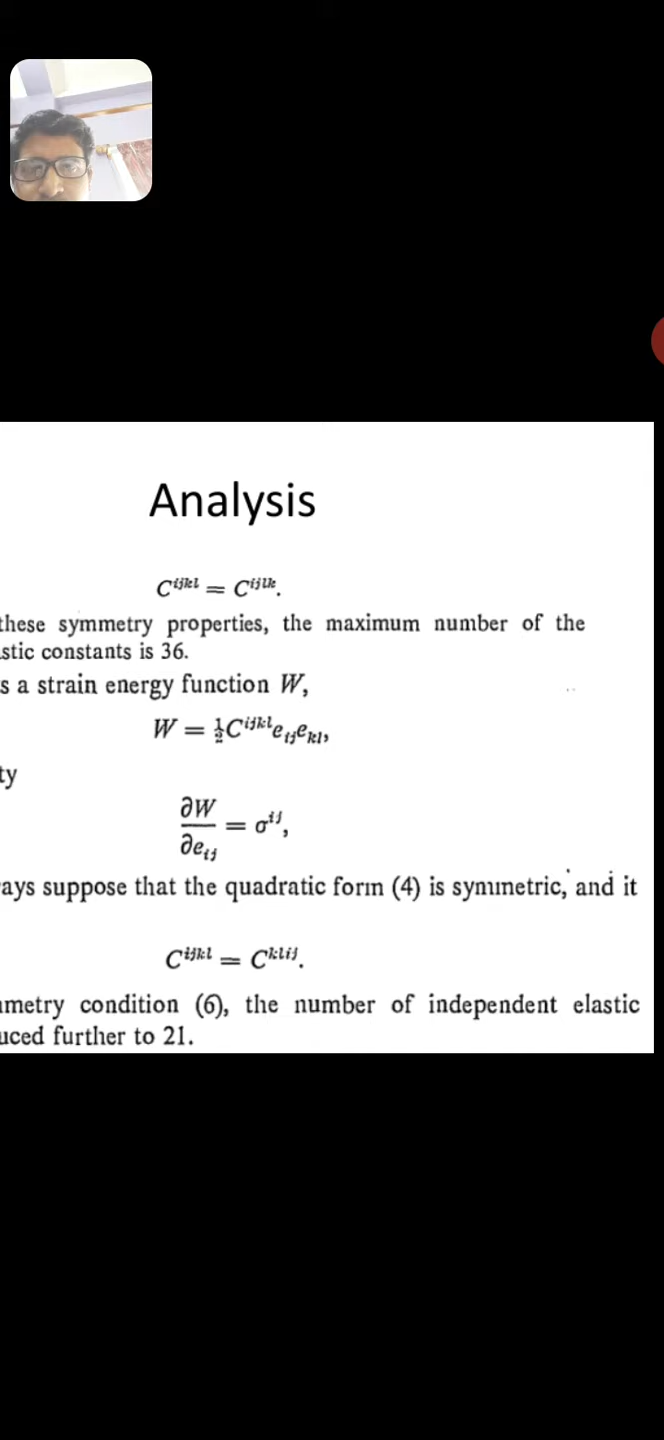 Analysis
C^{ijkl} = C^{ijlk}.
these symmetry properties, the maximum number of the
stic constants is 36.
s a strain energy function W,
W = ½C^{ijkl}e_{ij}e_{kl},
ty
∂W/∂e_{ij} = σ^{ij},
ays suppose that the quadratic form (4) is symmetric, and it
C^{ijkl} = C^{klij}.
mmetry condition (6), the number of independent elastic
uced further to 21.